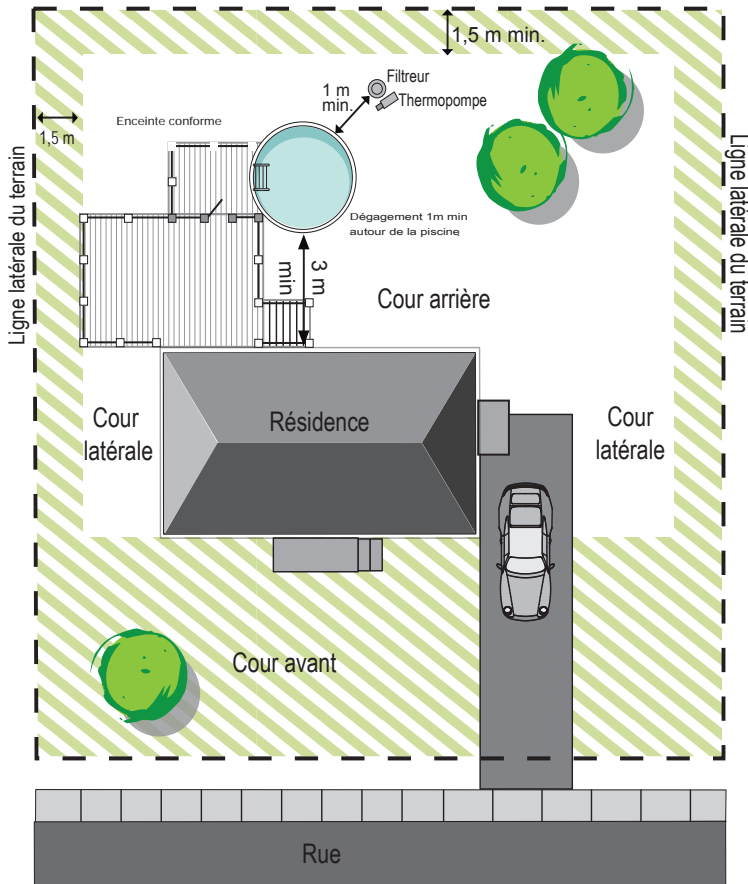 1,5 m min.
Filtreur
1 m
min.
Thermopompe
Enceinte conforme
1,5 m
Ligne latérale du terrain
Ligne latérale du terrain
Dégagement 1m min
autour de la piscine
3 m
min
Cour arrière
Cour
latérale
Résidence
Cour
latérale
Cour avant
Rue